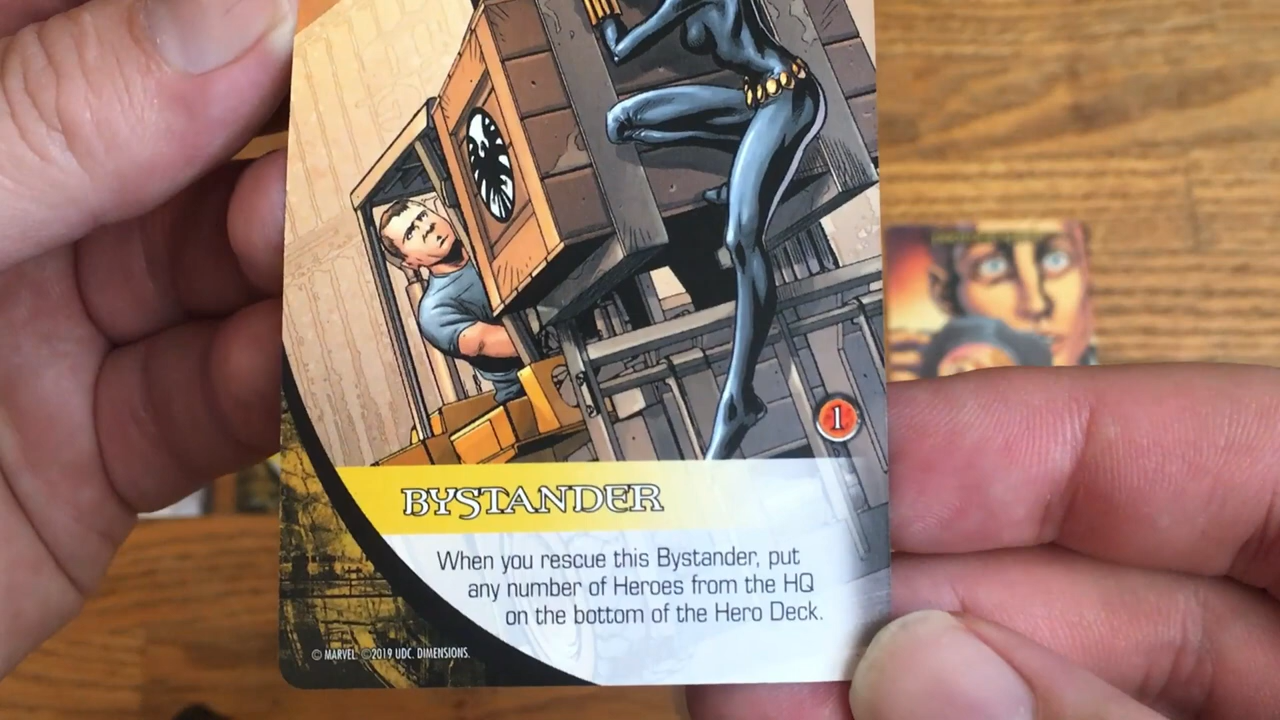 1
BYSTANDER
When you rescue this Bystander, put
any number of Heroes from the HQ
on the bottom of the Hero Deck.
© MARVEL. ©2019 UDC. DIMENSIONS.